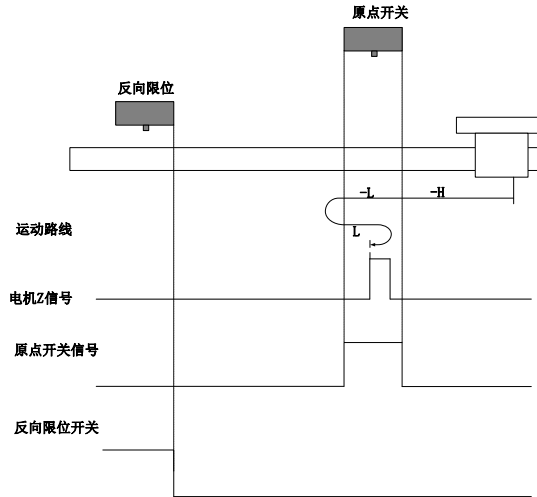 原点开关
反向限位
-L
-H
运动路线
L
电机Z信号
原点开关信号
反向限位开关